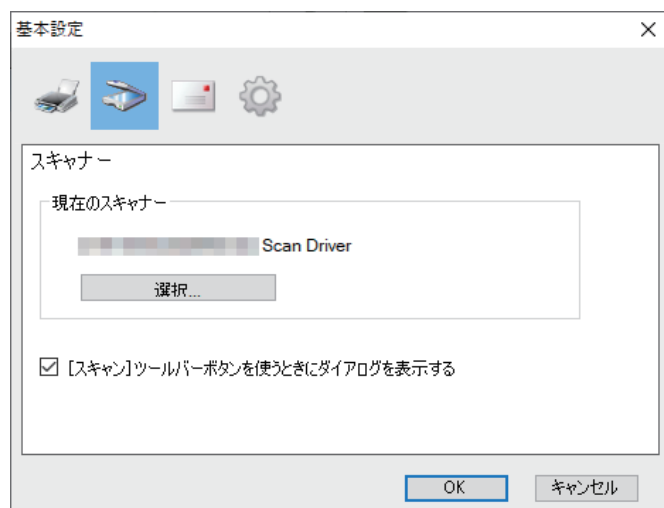 基本設定
スキャナー
現在のスキャナー
Scan Driver
選択...
[スキャン]ツールバーボタンを使うときにダイアログを表示する
OK
キャンセル